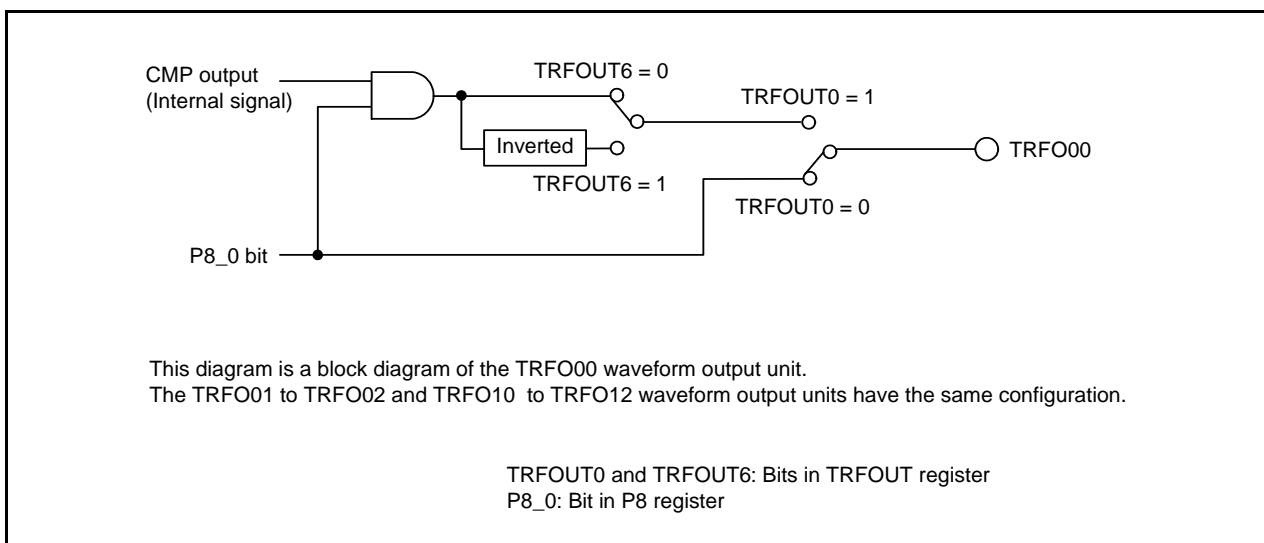 CMP output
(Internal signal)
TRFOUT6 = 0
TRFOUT0 = 1
Inverted
TRFO00
TRFOUT6 = 1
TRFOUT0 = 0
P8_0 bit
This diagram is a block diagram of the TRFO00 waveform output unit.
The TRFO01 to TRFO02 and TRFO10 to TRFO12 waveform output units have the same configuration.
TRFOUT0 and TRFOUT6: Bits in TRFOUT register
P8_0: Bit in P8 register